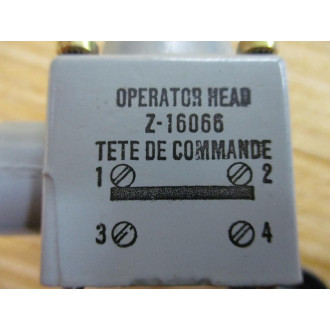 OPERATOR HEAD
Z-16066
TETE DE COMMANDE
1 2
3 4